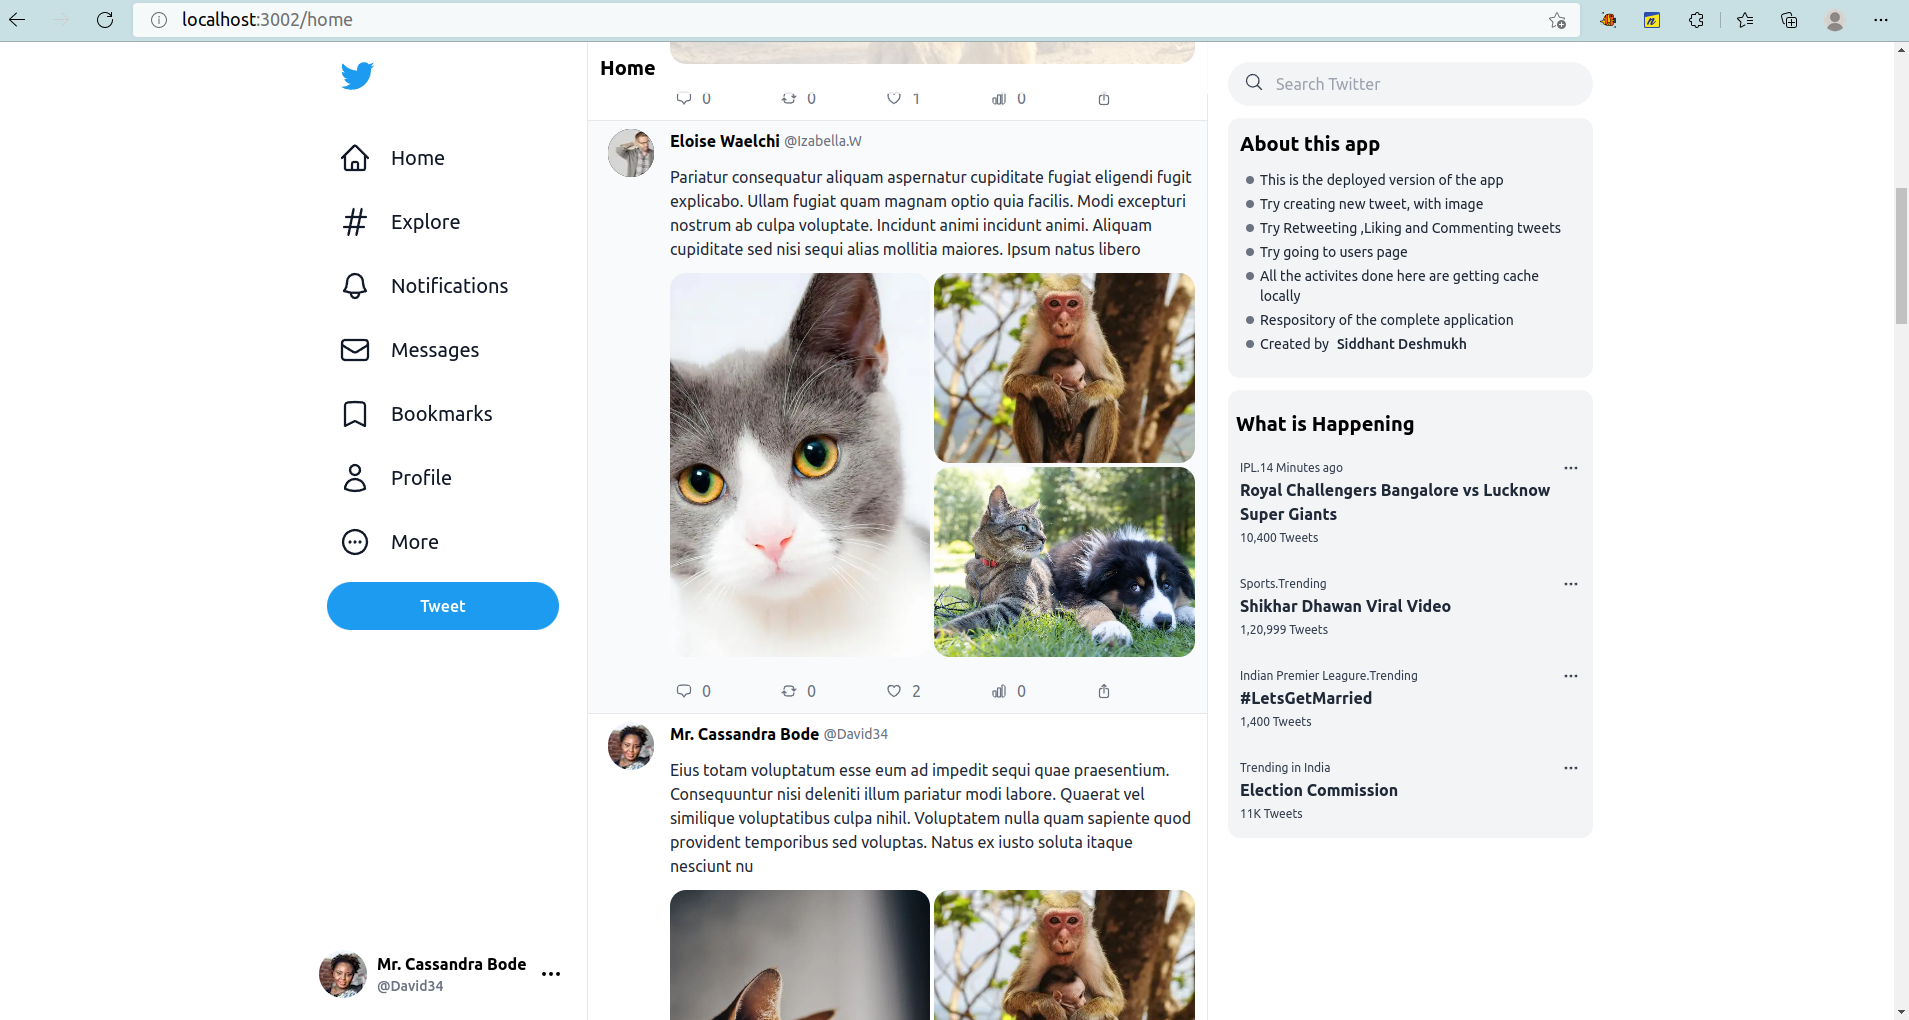 localhost:3002/home
Home
Explore
Notifications
Messages
Bookmarks
Profile
More
Tweet
Mr. Cassandra Bode
@David34
Home
0 0 1 0
Eloise Waelchi @Izabella.W
Pariatur consequatur aliquam aspernatur cupiditate fugiat eligendi fugit
explicabo. Ullam fugiat quam magnam optio quia facilis. Modi excepturi
nostrum ab culpa voluptate. Incidunt animi incidunt animi. Aliquam
cupiditate sed nisi sequi alias mollitia maiores. Ipsum natus libero
0 0 2 0
Mr. Cassandra Bode @David34
Eius totam voluptatum esse eum ad impedit sequi quae praesentium.
Consequuntur nisi deleniti illum pariatur modi labore. Quaerat vel
similique voluptatibus culpa nihil. Voluptatem nulla quam sapiente quod
provident temporibus sed voluptas. Natus ex iusto soluta itaque
nesciunt nu
Search Twitter
About this app
This is the deployed version of the app
Try creating new tweet, with image
Try Retweeting ,Liking and Commenting tweets
Try going to users page
All the activites done here are getting cache
locally
Respository of the complete application
Created by Siddhant Deshmukh
What is Happening
IPL.14 Minutes ago
Royal Challengers Bangalore vs Lucknow
Super Giants
10,400 Tweets
Sports.Trending
Shikhar Dhawan Viral Video
1,20,999 Tweets
Indian Premier Leagure.Trending
#LetsGetMarried
1,400 Tweets
Trending in India
Election Commission
11K Tweets